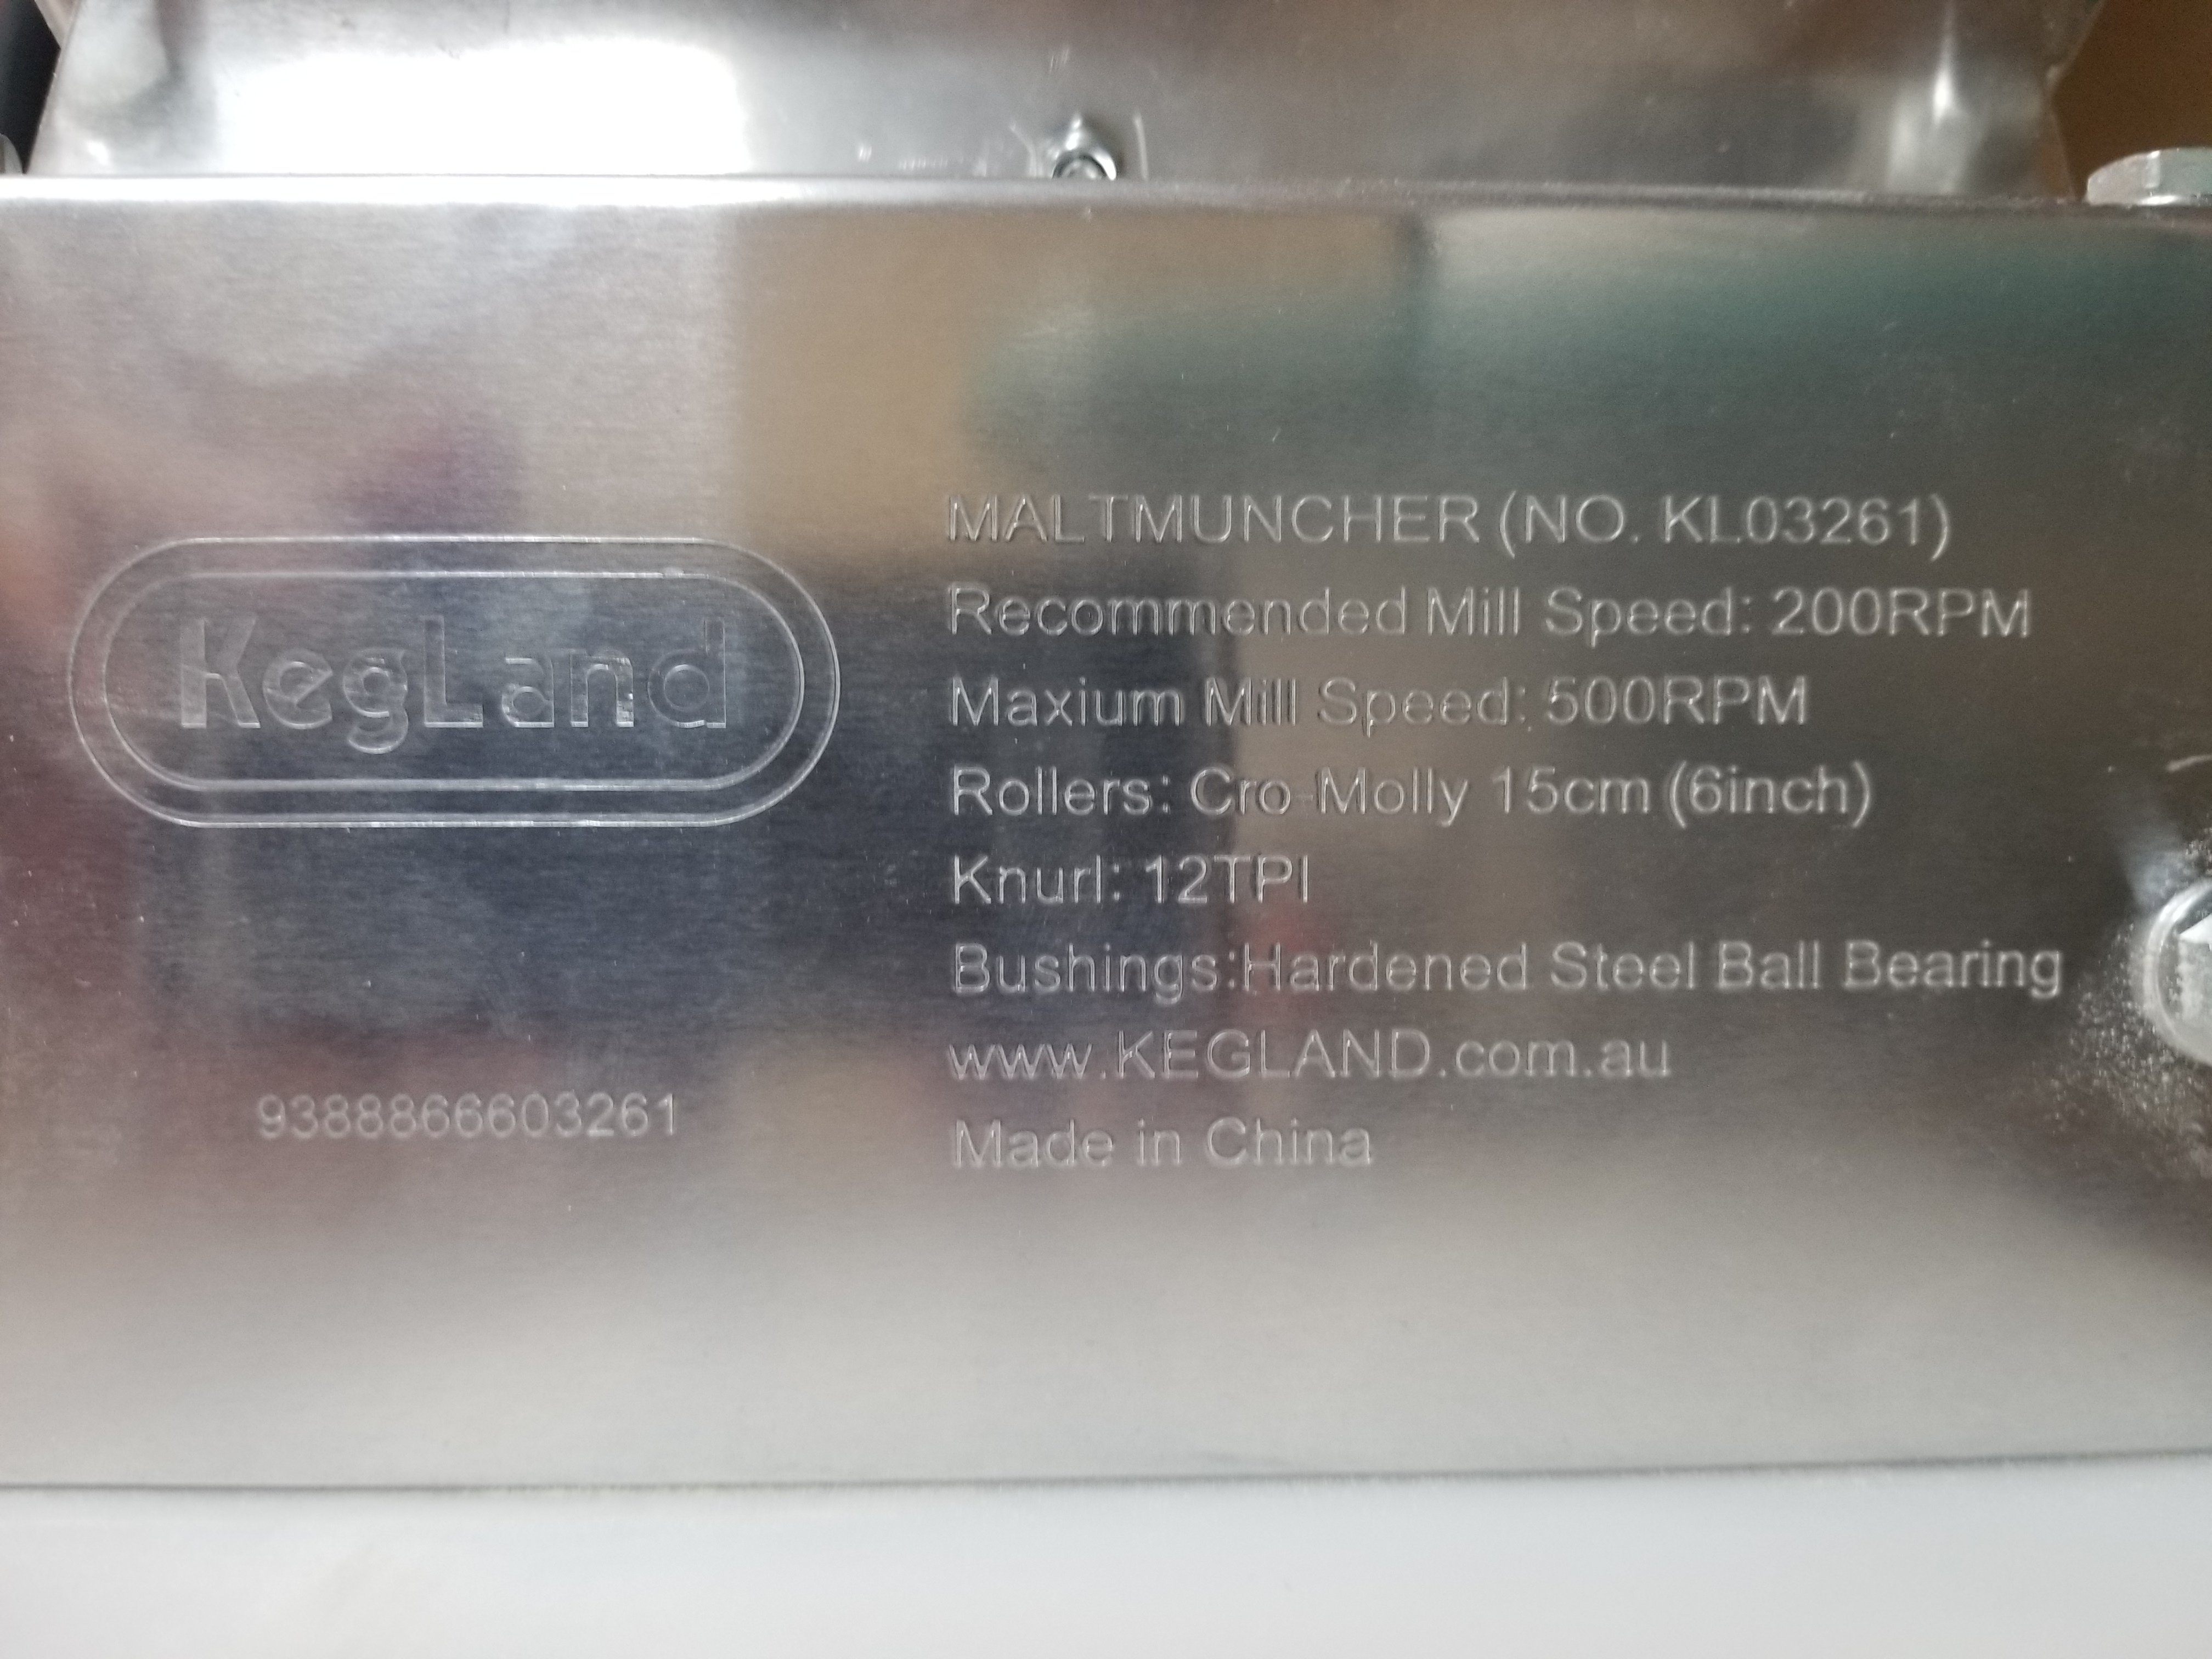 KegLand
9388866603261
MALTMUNCHER (NO. KL03261)
Recommended Mill Speed: 200RPM
Maxium Mill Speed: 500RPM
Rollers: Cro-Molly 15cm (6inch)
Knurl: 12TPI
Bushings:Hardened Steel Ball Bearing
www.KEGLAND.com.au
Made in China